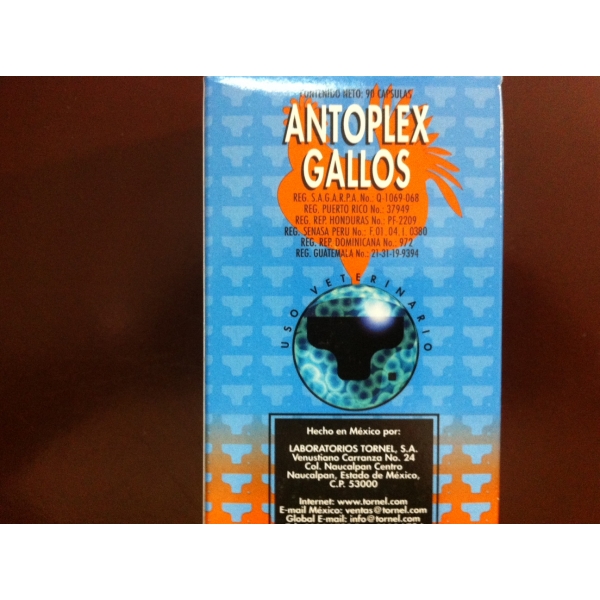 CONTENIDO NETO: 90 CAPSULAS
ANTOPLEX
GALLOS
REG. S.A.G.A.R.P.A. No.: Q-1069-068
REG. PUERTO RICO No.: 37949
REG. REP. HONDURAS No.: PF-2209
REG. SENASA PERU No.: F. 01. 04. I. 0380
REG. REP. DOMINICANA No.: 972
REG. GUATEMALA No.: 21-31-19-9394
USO VETERINARIO
T.
Hecho en México por:
LABORATORIOS TORNEL, S.A.
Venustiano Carranza No. 24
Col. Naucalpan Centro
Naucalpan, Estado de México,
C.P. 53000
Internet: www.tornel.com
E-mail México: ventas@tornel.com
Global E-mail: info@tornel.com